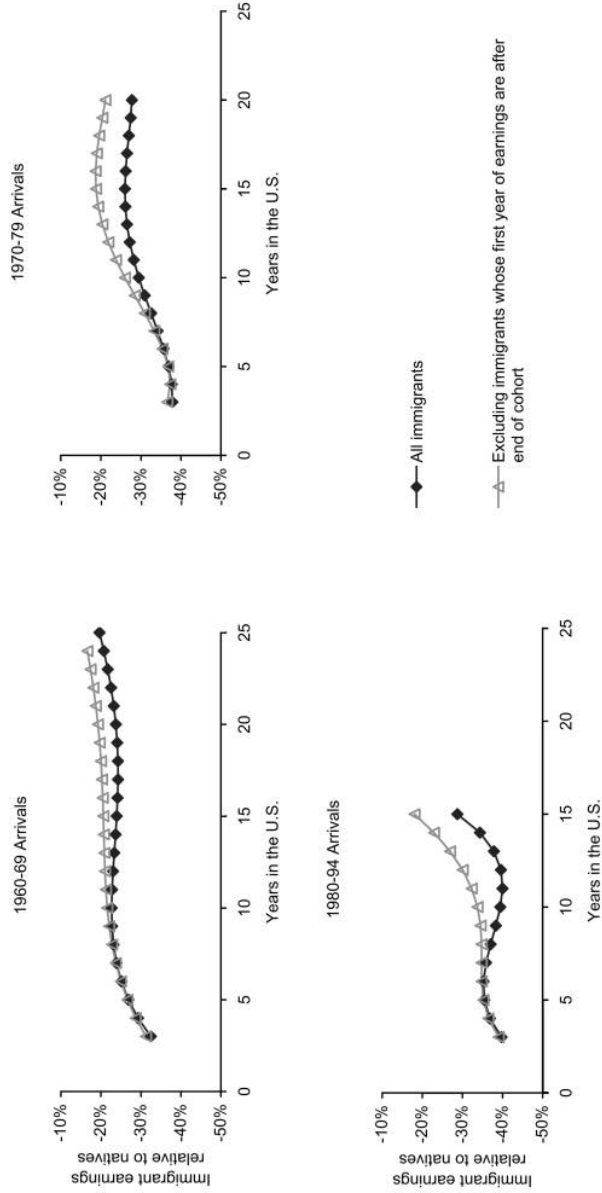 1960-69 Arrivals
Immigrant earnings
relative to natives
-10%
-20%
-30%
-40%
-50%
0
5
10
15
20
25
Years in the U.S.
1970-79 Arrivals
-10%
-20%
-30%
-40%
-50%
0
5
10
15
20
25
Years in the U.S.
1980-94 Arrivals
Immigrant earnings
relative to natives
-10%
-20%
-30%
-40%
-50%
0
5
10
15
20
25
Years in the U.S.
All immigrants
Excluding immigrants whose first year of earnings are after
end of cohort